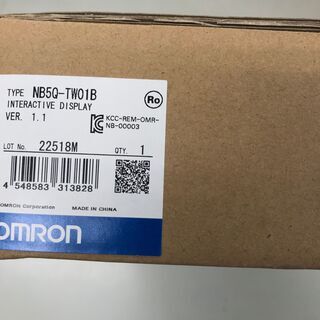 TYPE NB5Q-TW01B
INTERACTIVE DISPLAY
VER. 1.1
Ro
KCC-REM-OMR-
NB-00003
LOT No. 22518M QTY. 1
4 548583 313828
OMRON Corporation MADE IN CHINA
OMRON